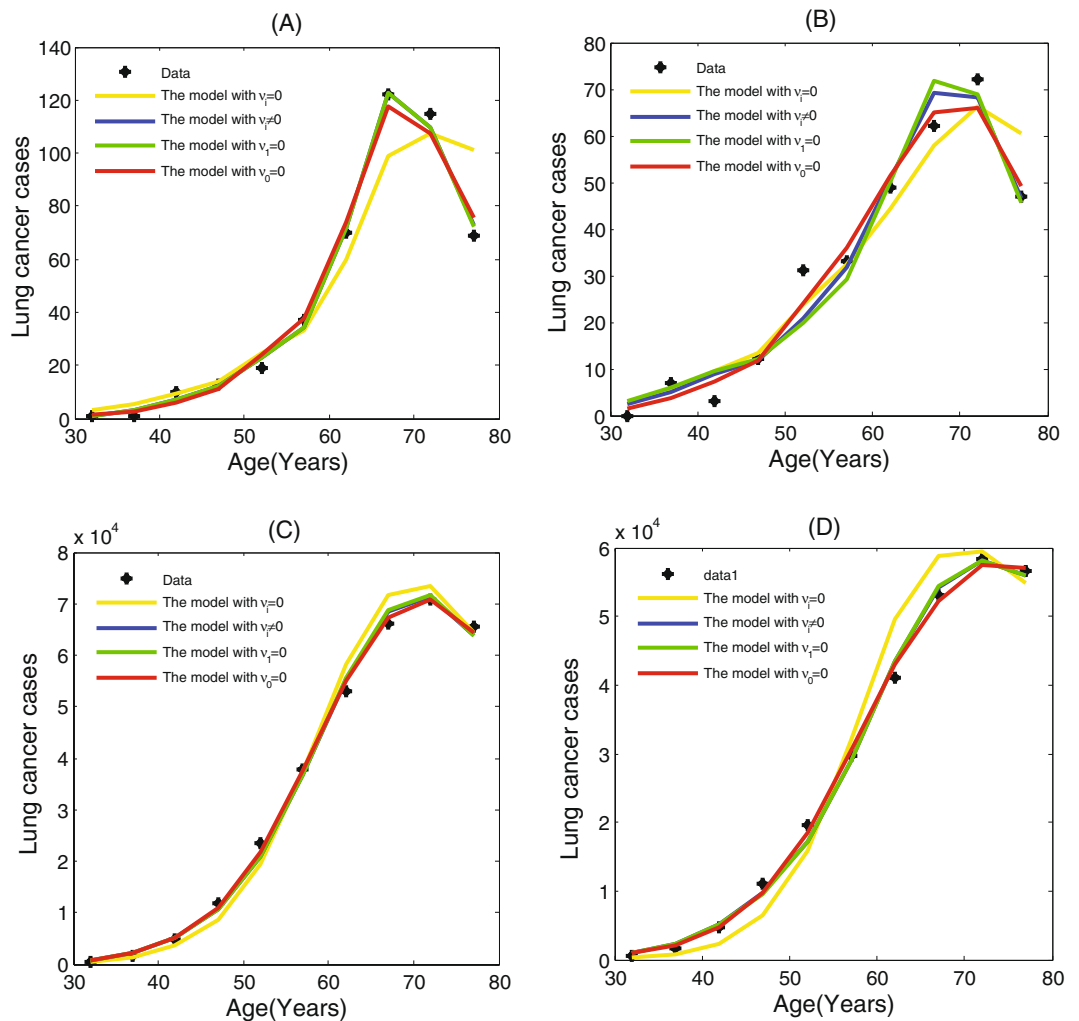 (A)
140
120
100
80
60
40
20
0
Lung cancer cases
Data
The model with νᵢ=0
The model with νᵢ≠0
The model with ν₁=0
The model with ν₀=0
30 40 50 60 70 80
Age(Years)
(B)
80
70
60
50
40
30
20
10
0
Lung cancer cases
Data
The model with νᵢ=0
The model with νᵢ≠0
The model with ν₁=0
The model with ν₀=0
30 40 50 60 70 80
Age(Years)
(C)
x 10⁴
8
7
6
5
4
3
2
1
0
Lung cancer cases
Data
The model with νᵢ=0
The model with νᵢ≠0
The model with ν₁=0
The model with ν₀=0
30 40 50 60 70 80
Age(Years)
(D)
x 10⁴
6
5
4
3
2
1
0
Lung cancer cases
data1
The model with νᵢ=0
The model with νᵢ≠0
The model with ν₁=0
The model with ν₀=0
30 40 50 60 70 80
Age(Years)